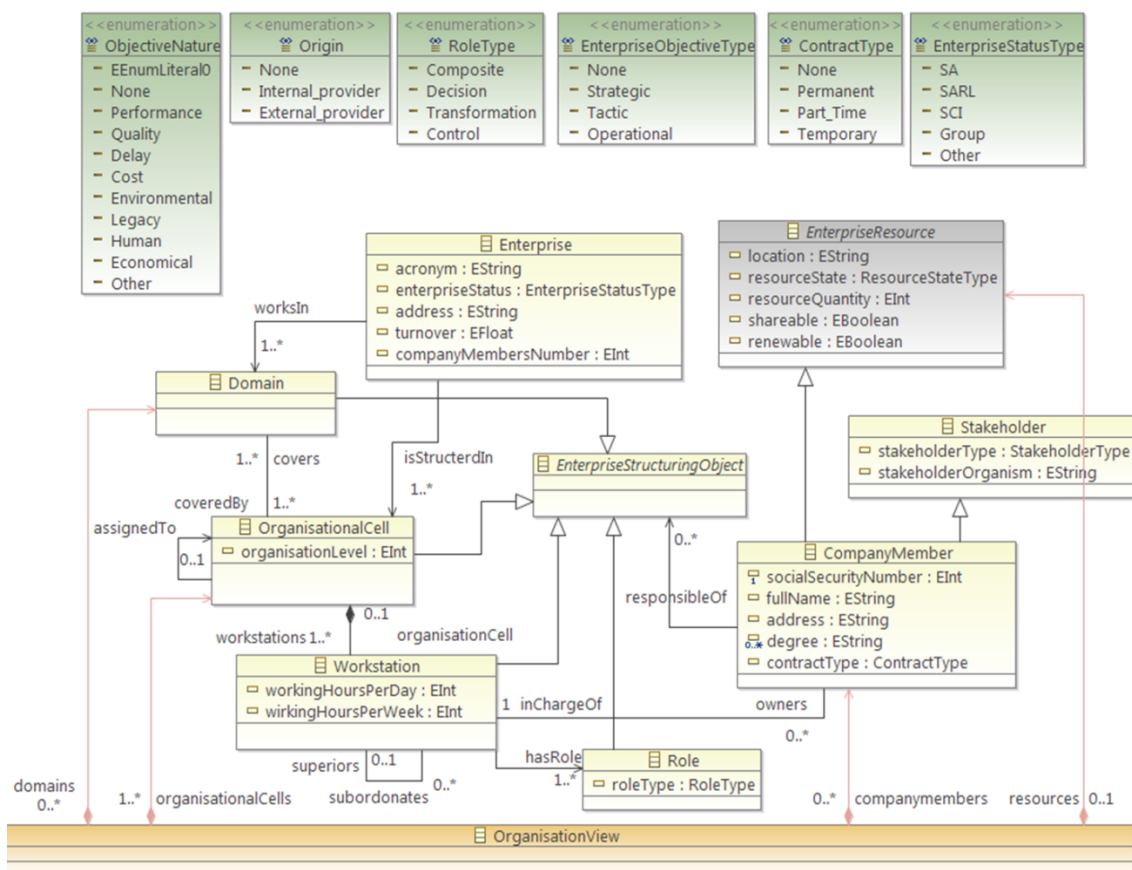 <<enumeration>>
ObjectiveNature
EEnumLiteral0
None
Performance
Quality
Delay
Cost
Environmental
Legacy
Human
Economical
Other
<<enumeration>>
Origin
None
Internal_provider
External_provider
<<enumeration>>
RoleType
Composite
Decision
Transformation
Control
<<enumeration>>
EnterpriseObjectiveType
None
Strategic
Tactic
Operational
<<enumeration>>
ContractType
None
Permanent
Part_Time
Temporary
<<enumeration>>
EnterpriseStatusType
SA
SARL
SCI
Group
Other
Enterprise
acronym : EString
enterpriseStatus : EnterpriseStatusType
address : EString
turnover : EFloat
companyMembersNumber : EInt
EnterpriseResource
location : EString
resourceState : ResourceStateType
resourceQuantity : EInt
shareable : EBoolean
renewable : EBoolean
worksIn
1..*
Domain
1..* covers
coveredBy 1..*
isStructerdIn
1..*
EnterpriseStructuringObject
Stakeholder
stakeholderType : StakeholderType
stakeholderOrganism : EString
assignedTo
0..1
OrganisationalCell
organisationLevel : EInt
0..1
workstations 1..*
organisationCell
0..*
responsibleOf
CompanyMember
1
socialSecurityNumber : EInt
fullName : EString
address : EString
0..*
degree : EString
contractType : ContractType
Workstation
workingHoursPerDay : EInt
wirkingHoursPerWeek : EInt
1 inChargeOf
owners
0..*
superiors
0..1
subordonates
0..*
hasRole
1..*
Role
roleType : RoleType
domains
0..*
1..* organisationalCells
0..* companymembers
resources 0..1
OrganisationView